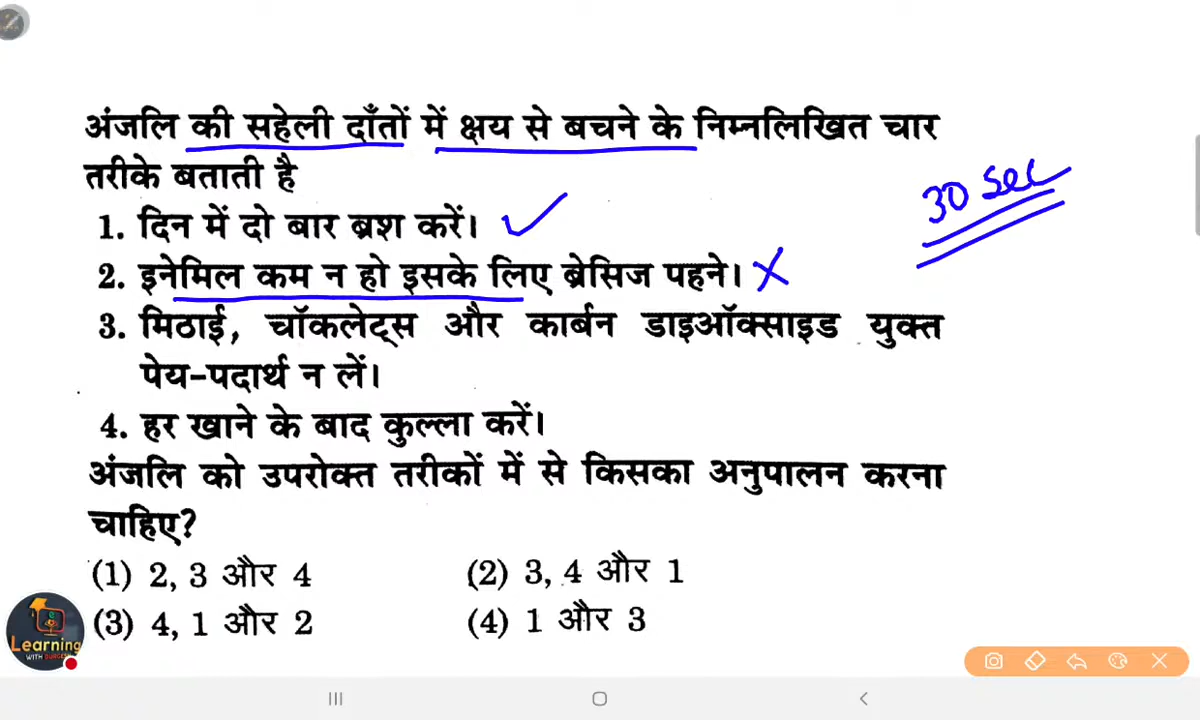 अंजलि की सहेली दाँतों में क्षय से बचने के निम्नलिखित चार
तरीके बताती है
30 Sec
1. दिन में दो बार ब्रश करें।
2. इनेमिल कम न हो इसके लिए ब्रेसिज पहने।
3. मिठाई, चॉकलेट्स और कार्बन डाइऑक्साइड युक्त
पेय-पदार्थ न लें।
4. हर खाने के बाद कुल्ला करें।
अंजलि को उपरोक्त तरीकों में से किसका अनुपालन करना
चाहिए?
(1) 2, 3 और 4 (2) 3, 4 और 1
(3) 4, 1 और 2 (4) 1 और 3
Learning